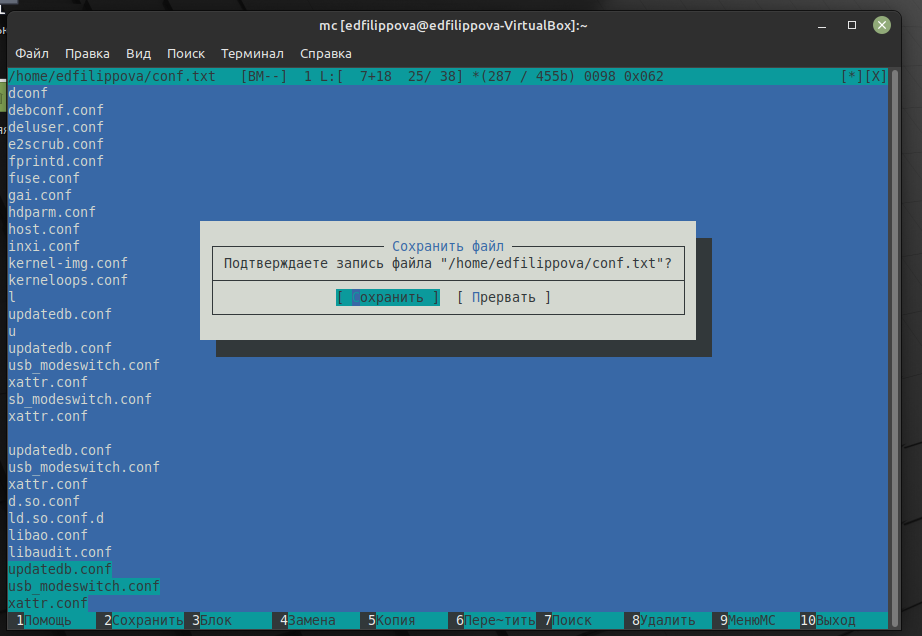 mc [edfilippova@edfilippova-VirtualBox]:~
Файл Правка Вид Поиск Терминал Справка
/home/edfilippova/conf.txt [BM--] 1 L:[ 7+18 25/ 38] *(287 / 455b) 0098 0x062 [*][X]
dconf
debconf.conf
deluser.conf
e2scrub.conf
fprintd.conf
fuse.conf
gai.conf
hdparm.conf
host.conf
inxi.conf
kernel-img.conf
kerneloops.conf
l
updatedb.conf
u
updatedb.conf
usb_modeswitch.conf
xattr.conf
sb_modeswitch.conf
xattr.conf
updatedb.conf
usb_modeswitch.conf
xattr.conf
d.so.conf
ld.so.conf.d
libao.conf
libaudit.conf
updatedb.conf
usb_modeswitch.conf
xattr.conf
Сохранить файл
Подтверждаете запись файла "/home/edfilippova/conf.txt"?
[ Сохранить ] [ Прервать ]
1Помощь 2Сохранить 3Блок 4Замена 5Копия 6Пере~тить 7Поиск 8Удалить 9МенюMC 10Выход